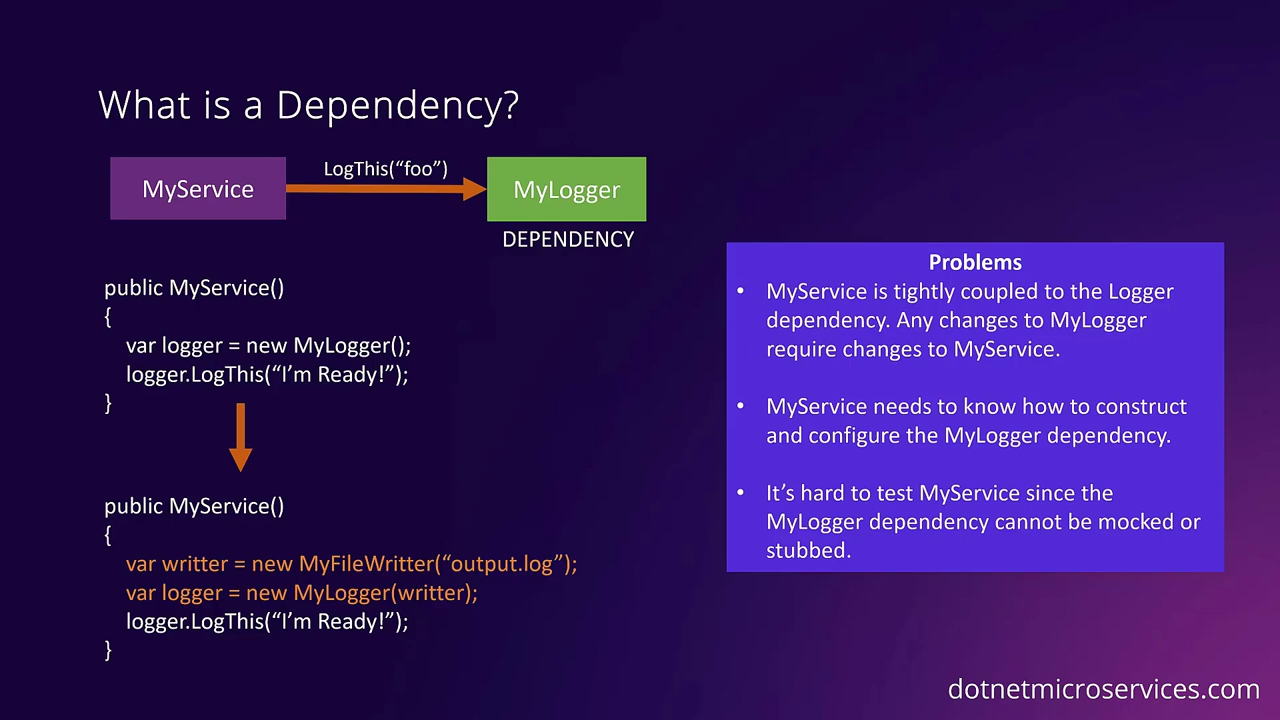 What is a Dependency?
MyService
LogThis(“foo”)
MyLogger
DEPENDENCY
public MyService()
{
var logger = new MyLogger();
logger.LogThis(“I’m Ready!”);
}
public MyService()
{
var writter = new MyFileWritter(“output.log”);
var logger = new MyLogger(writter);
logger.LogThis(“I’m Ready!”);
}
Problems
• MyService is tightly coupled to the Logger
dependency. Any changes to MyLogger
require changes to MyService.
• MyService needs to know how to construct
and configure the MyLogger dependency.
• It’s hard to test MyService since the
MyLogger dependency cannot be mocked or
stubbed.
dotnetmicroservices.com